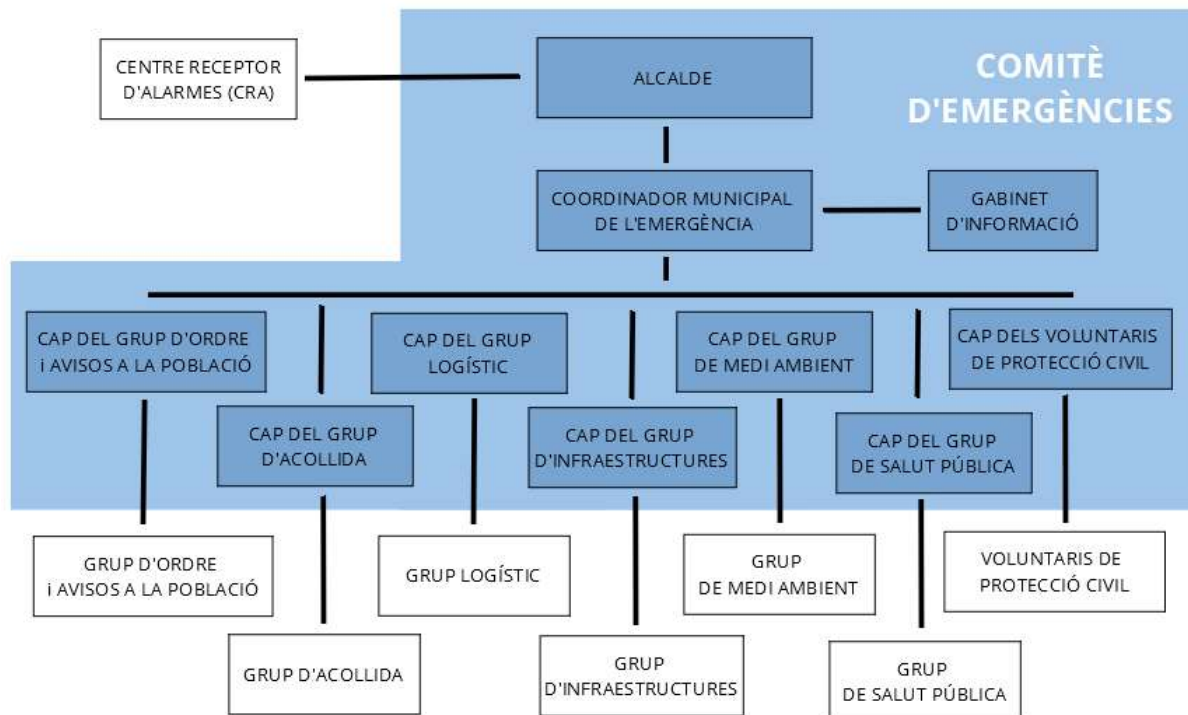 CENTRE RECEPTOR
D'ALARMES (CRA)
ALCALDE
COMITÈ
D'EMERGÈNCIES
COORDINADOR MUNICIPAL
DE L'EMERGÈNCIA
GABINET
D'INFORMACIÓ
CAP DEL GRUP D'ORDRE
i AVISOS A LA POBLACIÓ
CAP DEL GRUP
LOGÍSTIC
CAP DEL GRUP
DE MEDI AMBIENT
CAP DELS VOLUNTARIS
DE PROTECCIÓ CIVIL
CAP DEL GRUP
D'ACOLLIDA
CAP DEL GRUP
D'INFRAESTRUCTURES
CAP DEL GRUP
DE SALUT PÚBLICA
GRUP D'ORDRE
i AVISOS A LA POBLACIÓ
GRUP LOGÍSTIC
GRUP
DE MEDI AMBIENT
VOLUNTARIS DE
PROTECCIÓ CIVIL
GRUP D'ACOLLIDA
GRUP
D'INFRAESTRUCTURES
GRUP
DE SALUT PÚBLICA